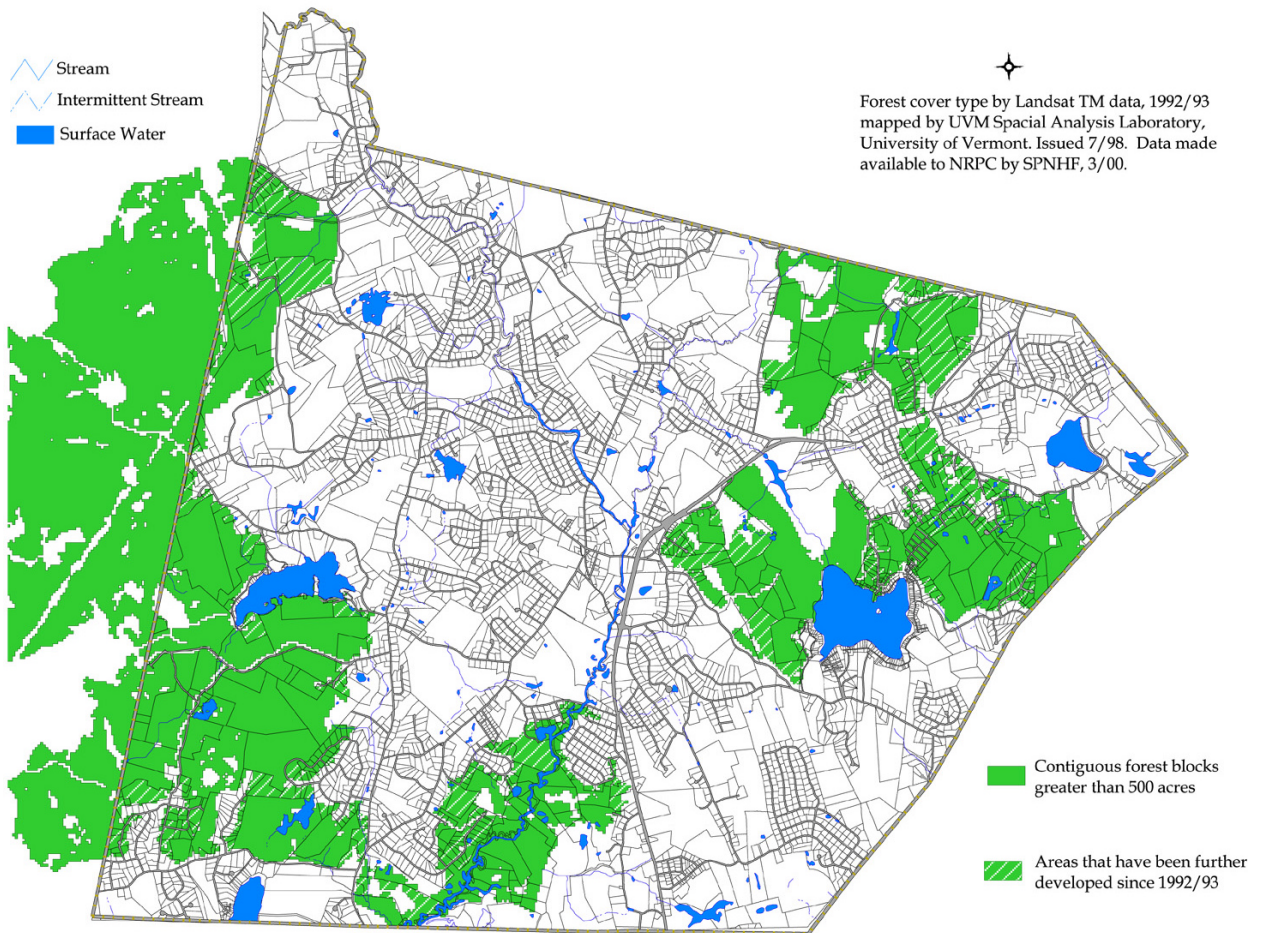 Stream
Intermittent Stream
Surface Water
Forest cover type by Landsat TM data, 1992/93
mapped by UVM Spacial Analysis Laboratory,
University of Vermont. Issued 7/98.  Data made
available to NRPC by SPNHF, 3/00.
Contiguous forest blocks
greater than 500 acres
Areas that have been further
developed since 1992/93